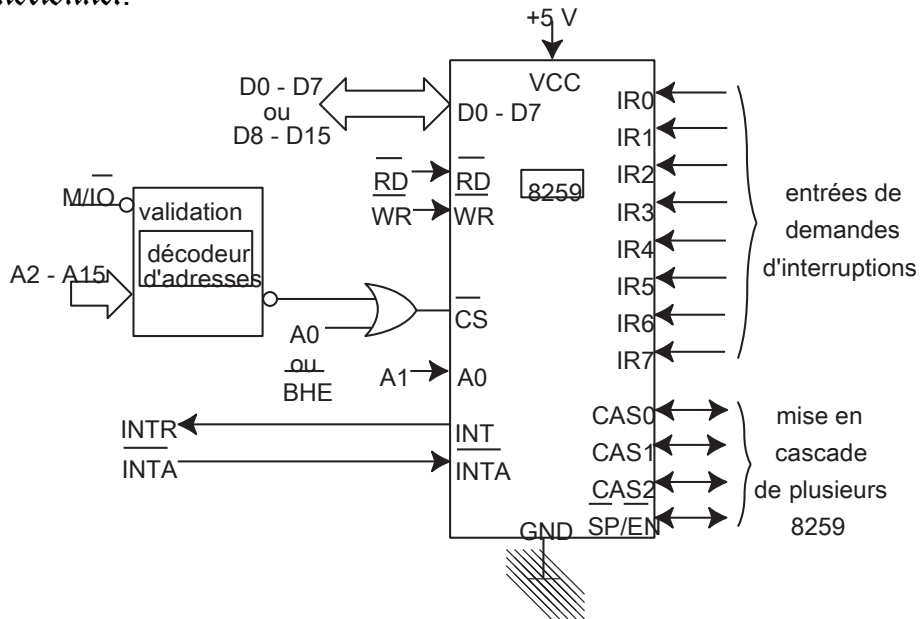 +5 V
VCC
D0 - D7
ou
D8 - D15
D0 - D7
RD
WR
RD
WR
8259
IR0
IR1
IR2
IR3
IR4
IR5
IR6
IR7
entrées de
demandes
d'interruptions
M/IO
validation
décodeur
d'adresses
A2 - A15
A0
ou
BHE
CS
A1
A0
INTR
INT
INTA
INTA
CAS0
CAS1
CAS2
SP/EN
mise en
cascade
de plusieurs
8259
GND